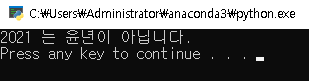 C:₩Users₩Administrator₩anaconda3₩python.exe
2021 는 윤년이 아닙니다.
Press any key to continue . . .